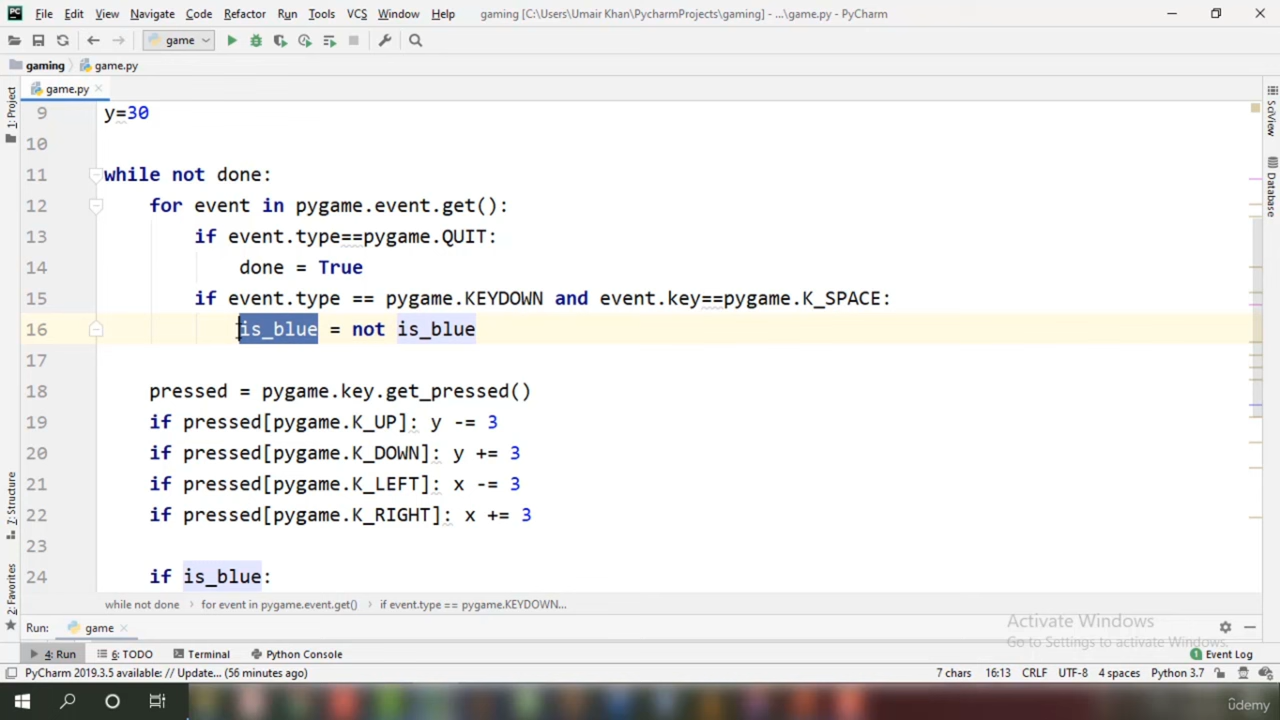 File Edit View Navigate Code Refactor Run Tools VCS Window Help gaming [C:\Users\Umair Khan\PycharmProjects\gaming] - ...\game.py - PyCharm
game
gaming game.py
game.py
1: Project
SciView
Database
7: Structure
2: Favorites
9 y=30
10
11 while not done:
12 for event in pygame.event.get():
13 if event.type==pygame.QUIT:
14 done = True
15 if event.type == pygame.KEYDOWN and event.key==pygame.K_SPACE:
16 is_blue = not is_blue
17
18 pressed = pygame.key.get_pressed()
19 if pressed[pygame.K_UP]: y -= 3
20 if pressed[pygame.K_DOWN]: y += 3
21 if pressed[pygame.K_LEFT]: x -= 3
22 if pressed[pygame.K_RIGHT]: x += 3
23
24 if is_blue:
while not done for event in pygame.event.get() if event.type == pygame.KEYDOWN...
Activate Windows
Go to Settings to activate Windows.
Run: game
4: Run 6: TODO Terminal Python Console 1 Event Log
PyCharm 2019.3.5 available: // Update... (56 minutes ago) 7 chars 16:13 CRLF UTF-8 4 spaces Python 3.7
ûdemy